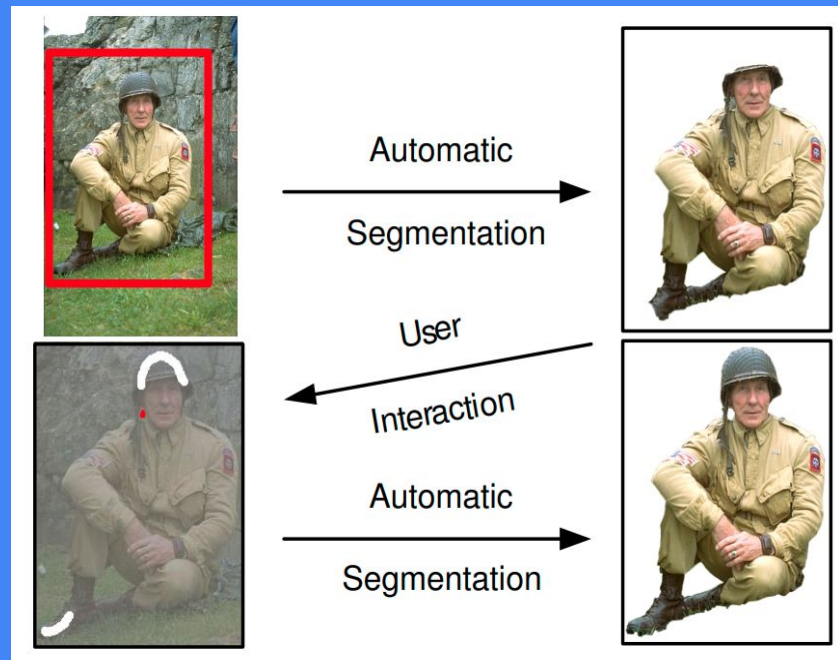 Automatic
Segmentation
User
Interaction
Automatic
Segmentation